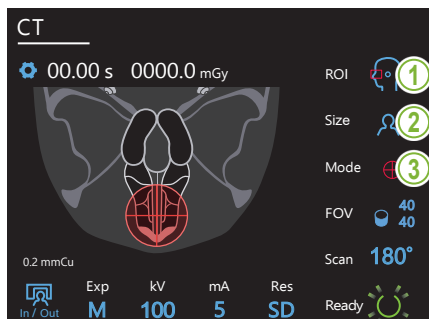 CT
00.00 s 0000.0 mGy
ROI 1
Size 2
Mode 3
FOV 40
40
0.2 mmCu
Scan 180°
In / Out
Exp kV mA Res
M 100 5 SD
Ready